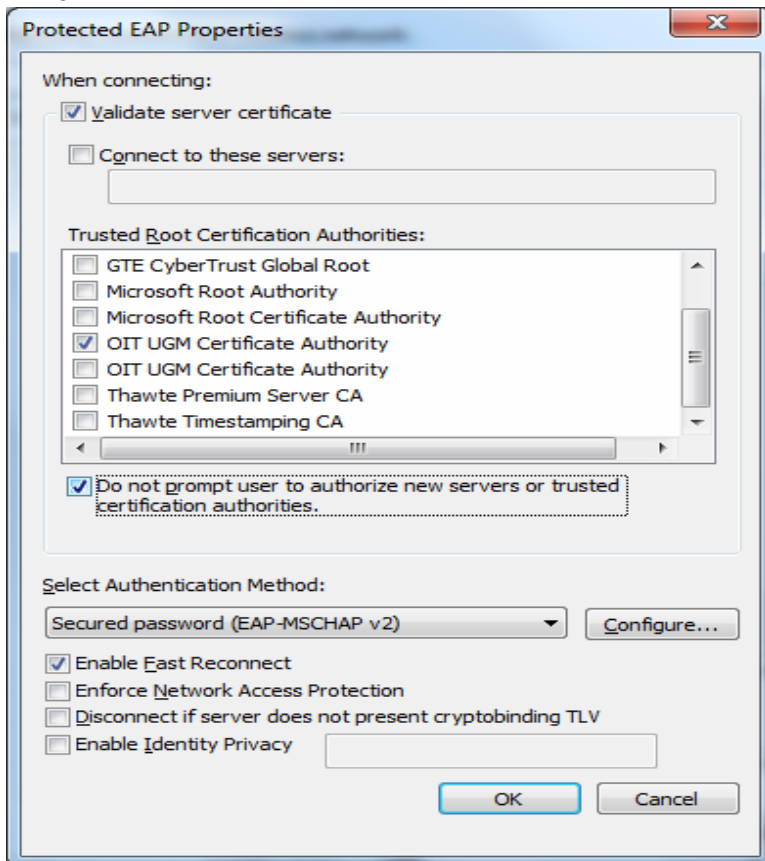 Protected EAP Properties
When connecting:
Validate server certificate
Connect to these servers:
Trusted Root Certification Authorities:
GTE CyberTrust Global Root
Microsoft Root Authority
Microsoft Root Certificate Authority
OIT UGM Certificate Authority
OIT UGM Certificate Authority
Thawte Premium Server CA
Thawte Timestamping CA
Do not prompt user to authorize new servers or trusted
certification authorities.
Select Authentication Method:
Secured password (EAP-MSCHAP v2)
Configure...
Enable Fast Reconnect
Enforce Network Access Protection
Disconnect if server does not present cryptobinding TLV
Enable Identity Privacy
OK
Cancel